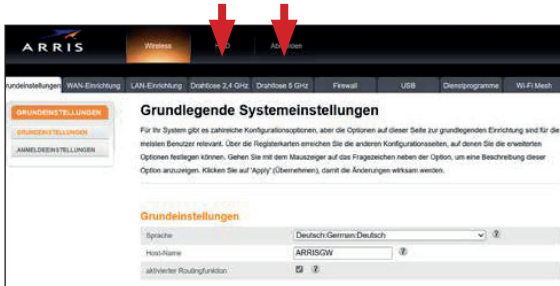 ARRIS
Wireless
Abmelden
Grundeinstellungen WAN-Einrichtung LAN-Einrichtung Drahtlose 2,4 GHz Drahtlose 5 GHz Firewall USB Dienstprogramme Wi-Fi Mesh
GRUNDEINSTELLUNGEN
GRUNDEINSTELLUNGEN
ANMELDEEINSTELLUNGEN
Grundlegende Systemeinstellungen
Für Ihr System gibt es zahlreiche Konfigurationsoptionen, aber die Optionen auf dieser Seite zur grundlegenden Einrichtung sind für die
meisten Benutzer relevant. Über die Registerkarten erreichen Sie die anderen Konfigurationsseiten, auf denen Sie die erweiterten
Optionen festlegen können. Gehen Sie mit dem Mauszeiger auf das Fragezeichen neben der Option, um eine Beschreibung dieser
Option anzuzeigen. Klicken Sie auf 'Apply' (Übernehmen), damit die Änderungen wirksam werden.
Grundeinstellungen
Sprache Deutsch:German:Deutsch ?
Host-Name ARRISGW ?
aktivierter Routingfunktion ?